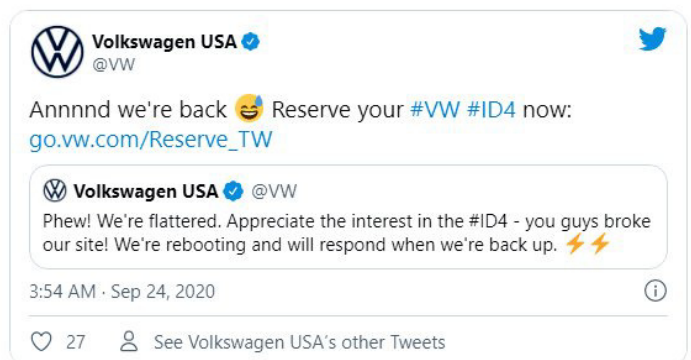 Volkswagen USA
@VW
Annnnd we're back 😅 Reserve your #VW #ID4 now:
go.vw.com/Reserve_TW
Volkswagen USA @VW
Phew! We're flattered. Appreciate the interest in the #ID4 - you guys broke
our site! We're rebooting and will respond when we're back up. ⚡⚡
3:54 AM · Sep 24, 2020
27 See Volkswagen USA's other Tweets